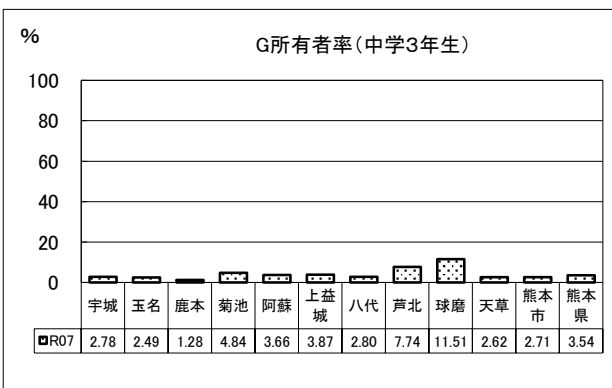 %
G所有者率(中学3年生)
100
80
60
40
20
0
宇城 玉名 鹿本 菊池 阿蘇 上益城 八代 芦北 球磨 天草 熊本市 熊本県
R07 2.78 2.49 1.28 4.84 3.66 3.87 2.80 7.74 11.51 2.62 2.71 3.54